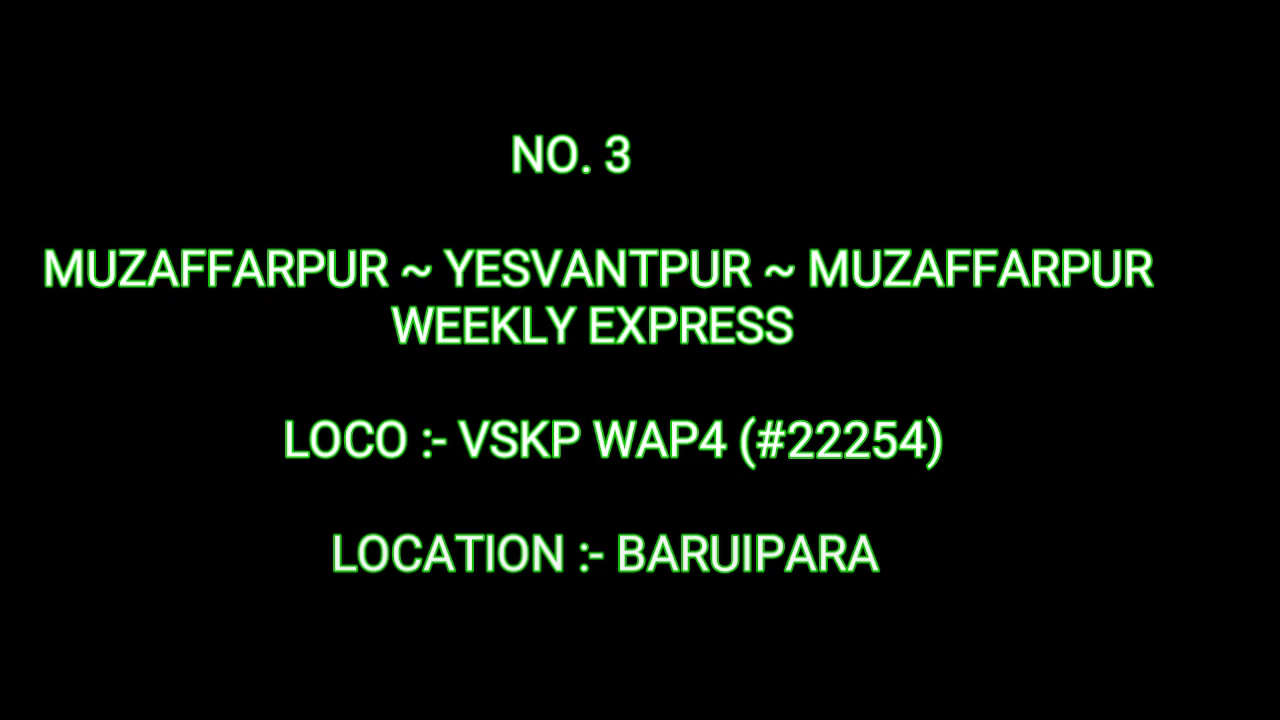 NO. 3
MUZAFFARPUR ~ YESVANTPUR ~ MUZAFFARPUR
WEEKLY EXPRESS
LOCO :- VSKP WAP4 (#22254)
LOCATION :- BARUIPARA